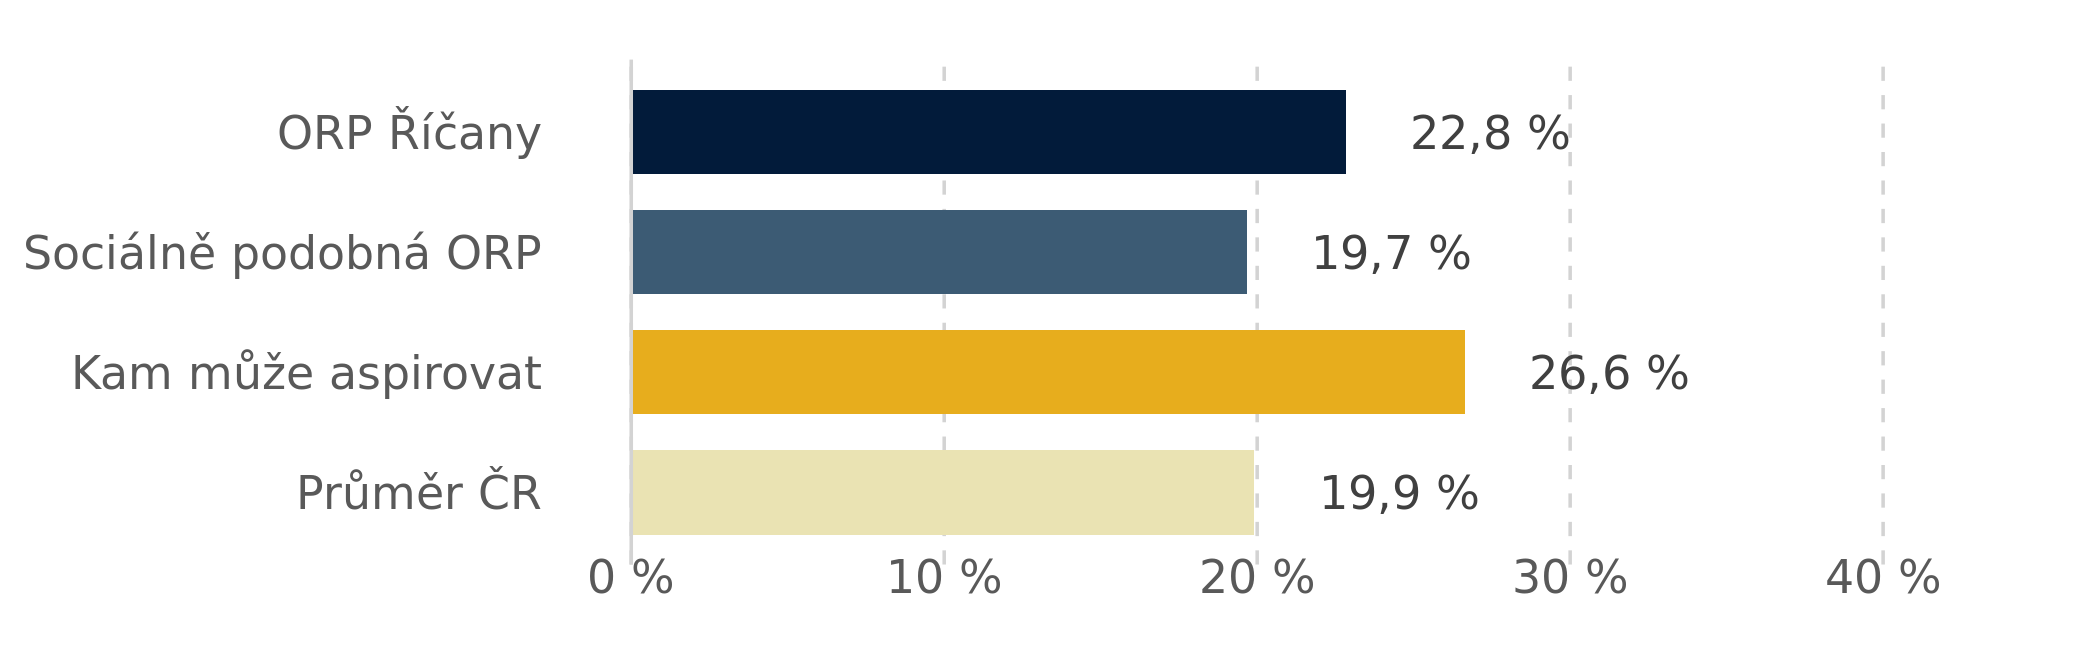 ORP Říčany 22,8 %
Sociálně podobná ORP 19,7 %
Kam může aspirovat 26,6 %
Průměr ČR 19,9 %
0 % 10 % 20 % 30 % 40 %